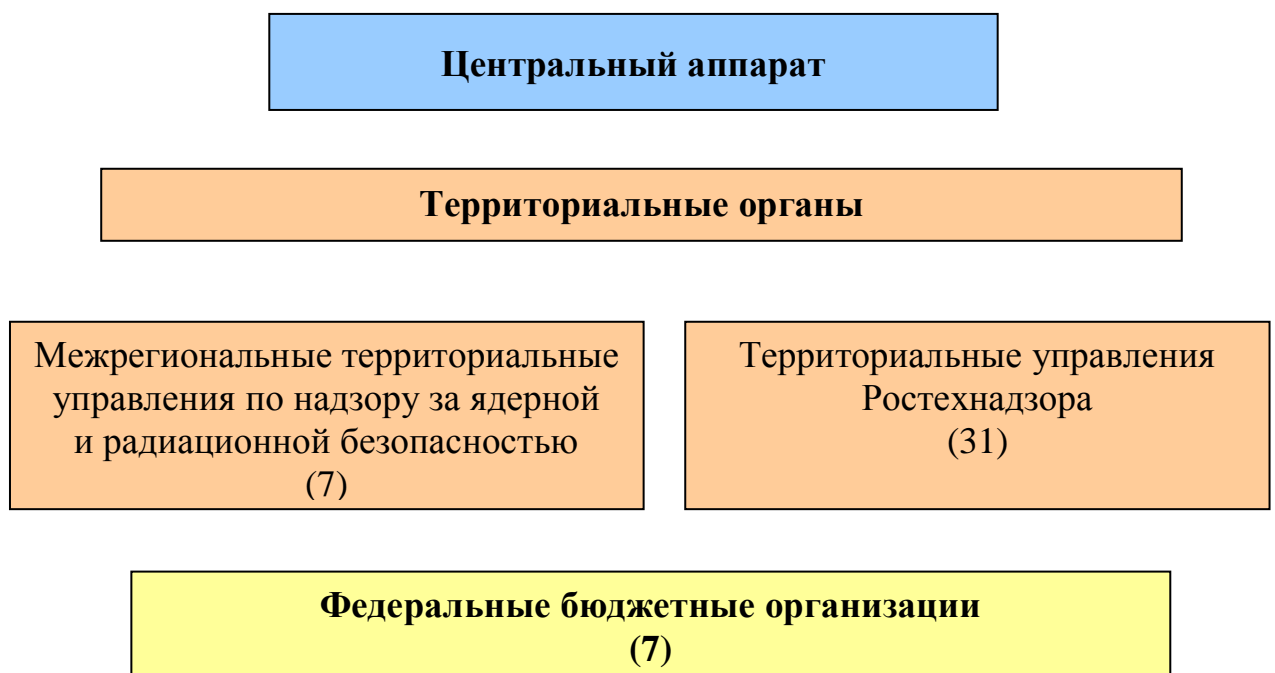 Центральный аппарат
Территориальные органы
Межрегиональные территориальные
управления по надзору за ядерной
и радиационной безопасностью
(7)
Территориальные управления
Ростехнадзора
(31)
Федеральные бюджетные организации
(7)